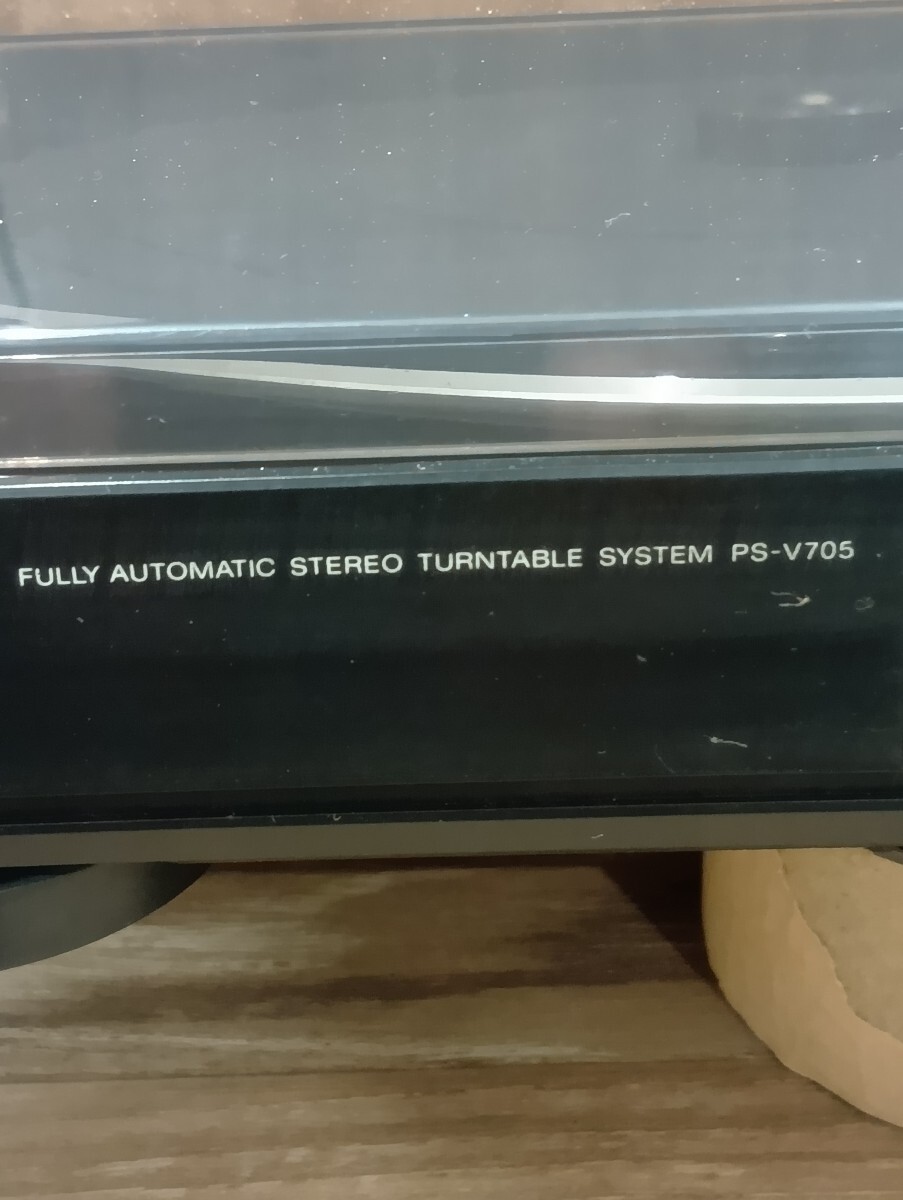 FULLY AUTOMATIC STEREO TURNTABLE SYSTEM PS-V705